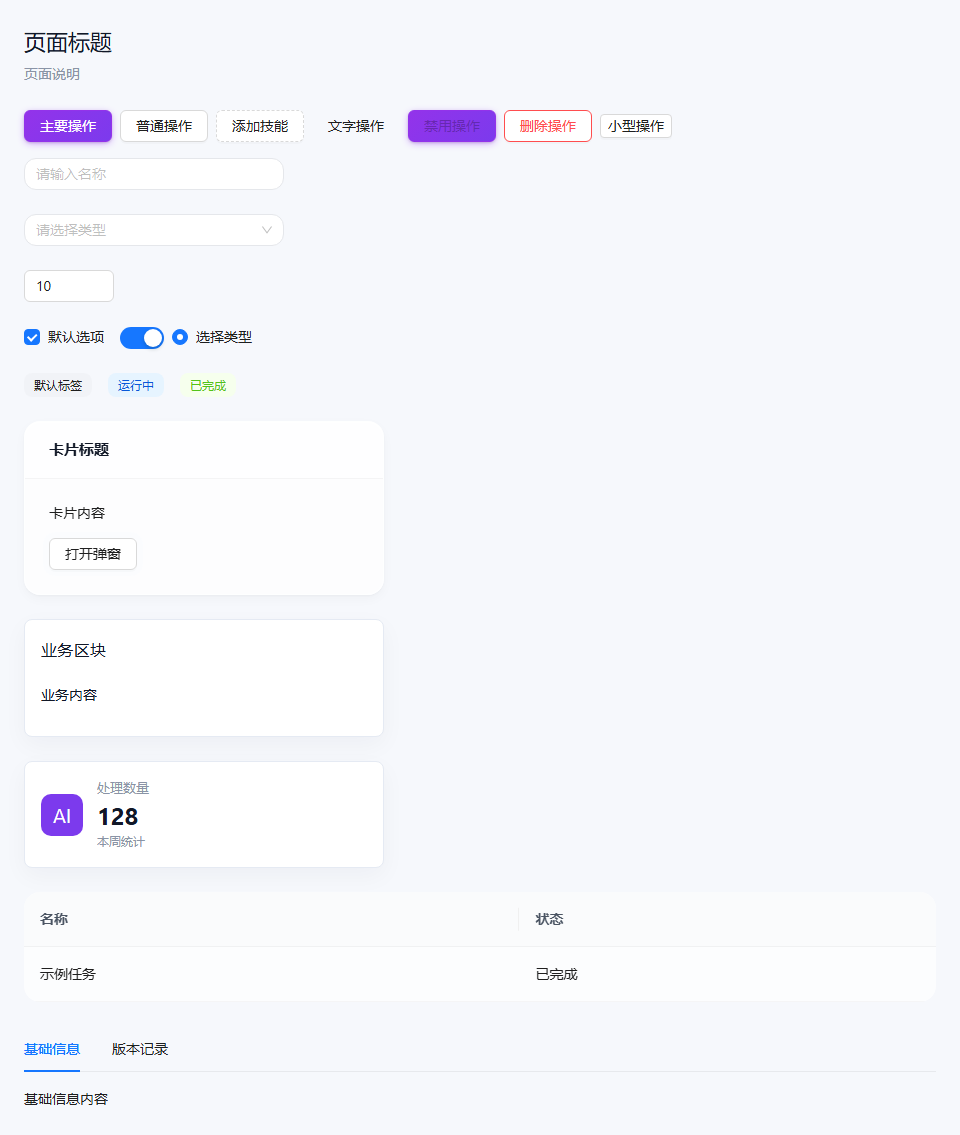 页面标题
页面说明
主要操作 普通操作 添加技能 文字操作 禁用操作 删除操作 小型操作
请输入名称
请选择类型
10
默认选项 选择类型
默认标签 运行中 已完成
卡片标题
卡片内容
打开弹窗
业务区块
业务内容
AI
处理数量
128
本周统计
名称 状态
示例任务 已完成
基础信息 版本记录
基础信息内容